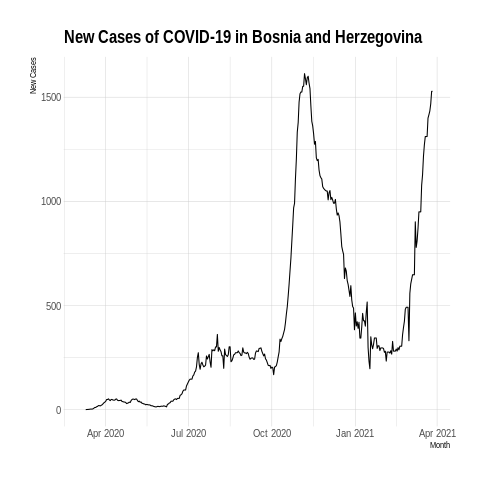 New Cases of COVID-19 in Bosnia and Herzegovina
New Cases
1500
1000
500
0
Apr 2020 Jul 2020 Oct 2020 Jan 2021 Apr 2021
Month